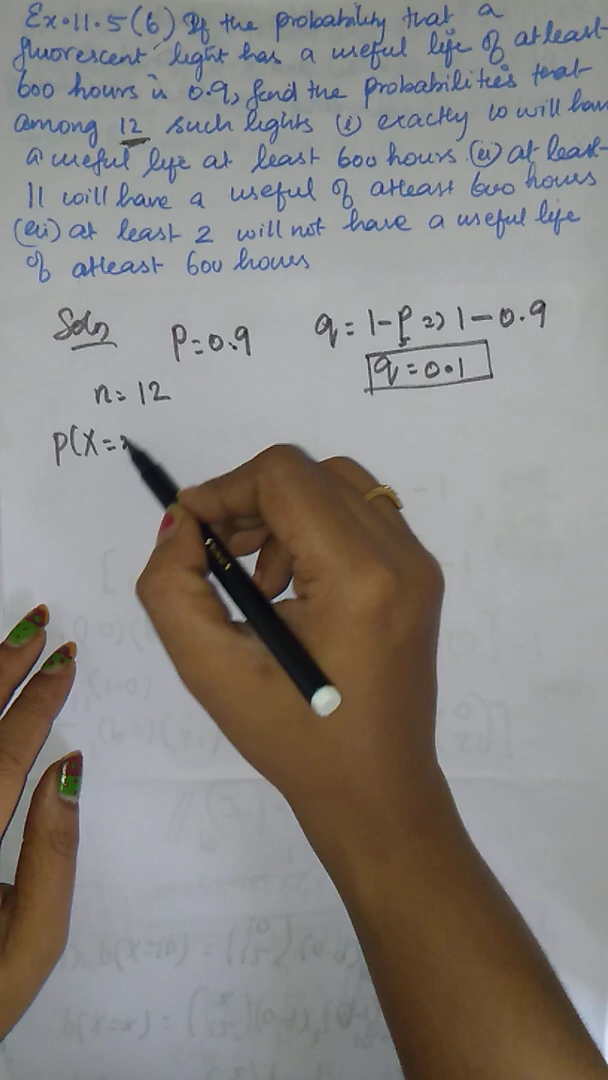 Ex.11.5(6) If the probability that a
fluorescent light has a useful life of atleast
600 hours is 0.9, find the probabilities that
among 12 such lights (i) exactly 10 will have
a useful life at least 600 hours (ii) at least
11 will have a useful of atleast 600 hours
(iii) at least 2 will not have a useful life
of atleast 600 hours
Soln P=0.9 q=1-P => 1-0.9
q=0.1
n=12
P(X=